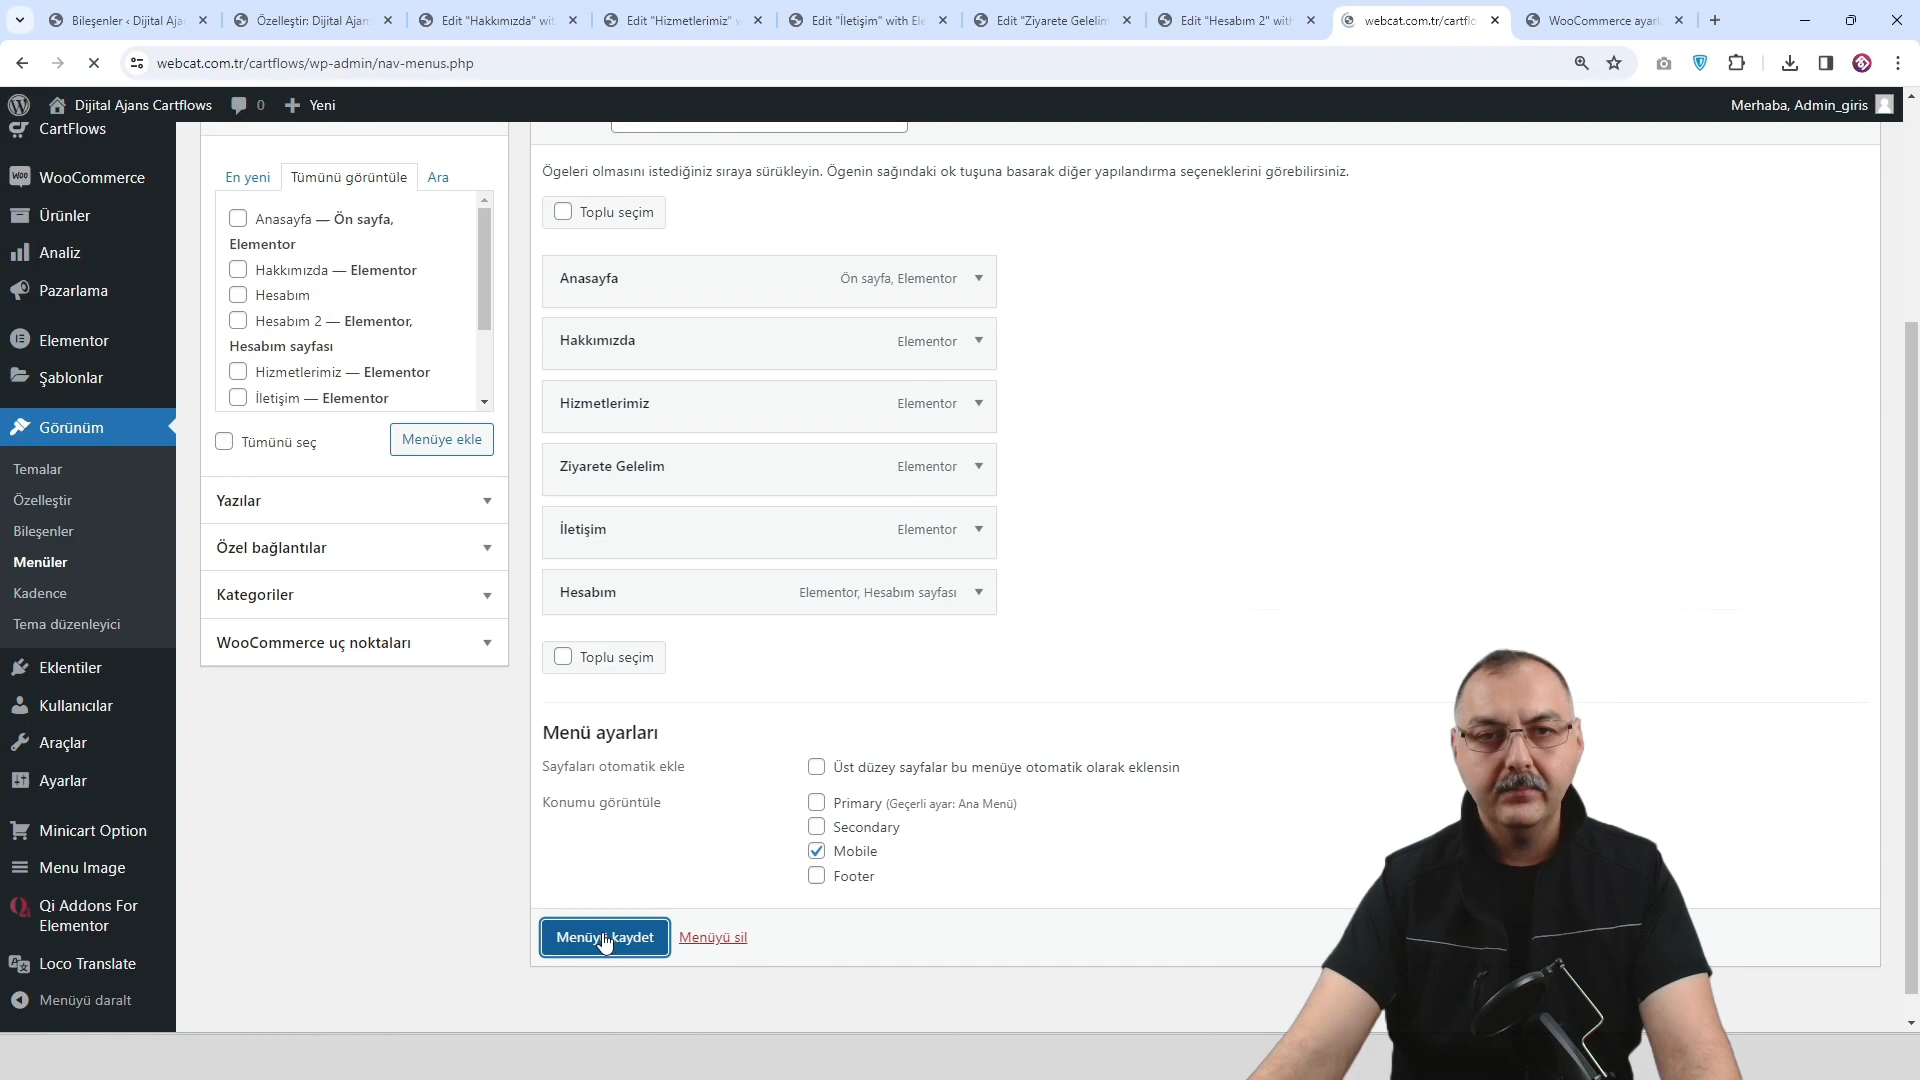 Bileşenler ‹ Dijital Aja
Özelleştir: Dijital Ajan
Edit "Hakkımızda" wit
Edit "Hizmetlerimiz" w
Edit "İletişim" with Ele
Edit "Ziyarete Gelelim
Edit "Hesabım 2" with
webcat.com.tr/cartflo
WooCommerce ayarl
webcat.com.tr/cartflows/wp-admin/nav-menus.php
Dijital Ajans Cartflows
0
Yeni
Merhaba, Admin_giris
CartFlows
WooCommerce
Ürünler
Analiz
Pazarlama
Elementor
Şablonlar
Görünüm
Temalar
Özelleştir
Bileşenler
Menüler
Kadence
Tema düzenleyici
Eklentiler
Kullanıcılar
Araçlar
Ayarlar
Minicart Option
Menu Image
Qi Addons For
Elementor
Loco Translate
Menüyü daralt
En yeni
Tümünü görüntüle
Ara
Anasayfa — Ön sayfa,
Elementor
Hakkımızda — Elementor
Hesabım
Hesabım 2 — Elementor,
Hesabım sayfası
Hizmetlerimiz — Elementor
İletişim — Elementor
Tümünü seç
Menüye ekle
Yazılar
Özel bağlantılar
Kategoriler
WooCommerce uç noktaları
Ögeleri olmasını istediğiniz sıraya sürükleyin. Ögenin sağındaki ok tuşuna basarak diğer yapılandırma seçeneklerini görebilirsiniz.
Toplu seçim
Anasayfa Ön sayfa, Elementor
Hakkımızda Elementor
Hizmetlerimiz Elementor
Ziyarete Gelelim Elementor
İletişim Elementor
Hesabım Elementor, Hesabım sayfası
Toplu seçim
Menü ayarları
Sayfaları otomatik ekle
Üst düzey sayfalar bu menüye otomatik olarak eklensin
Konumu görüntüle
Primary (Geçerli ayar: Ana Menü)
Secondary
Mobile
Footer
Menüyü kaydet
Menüyü sil